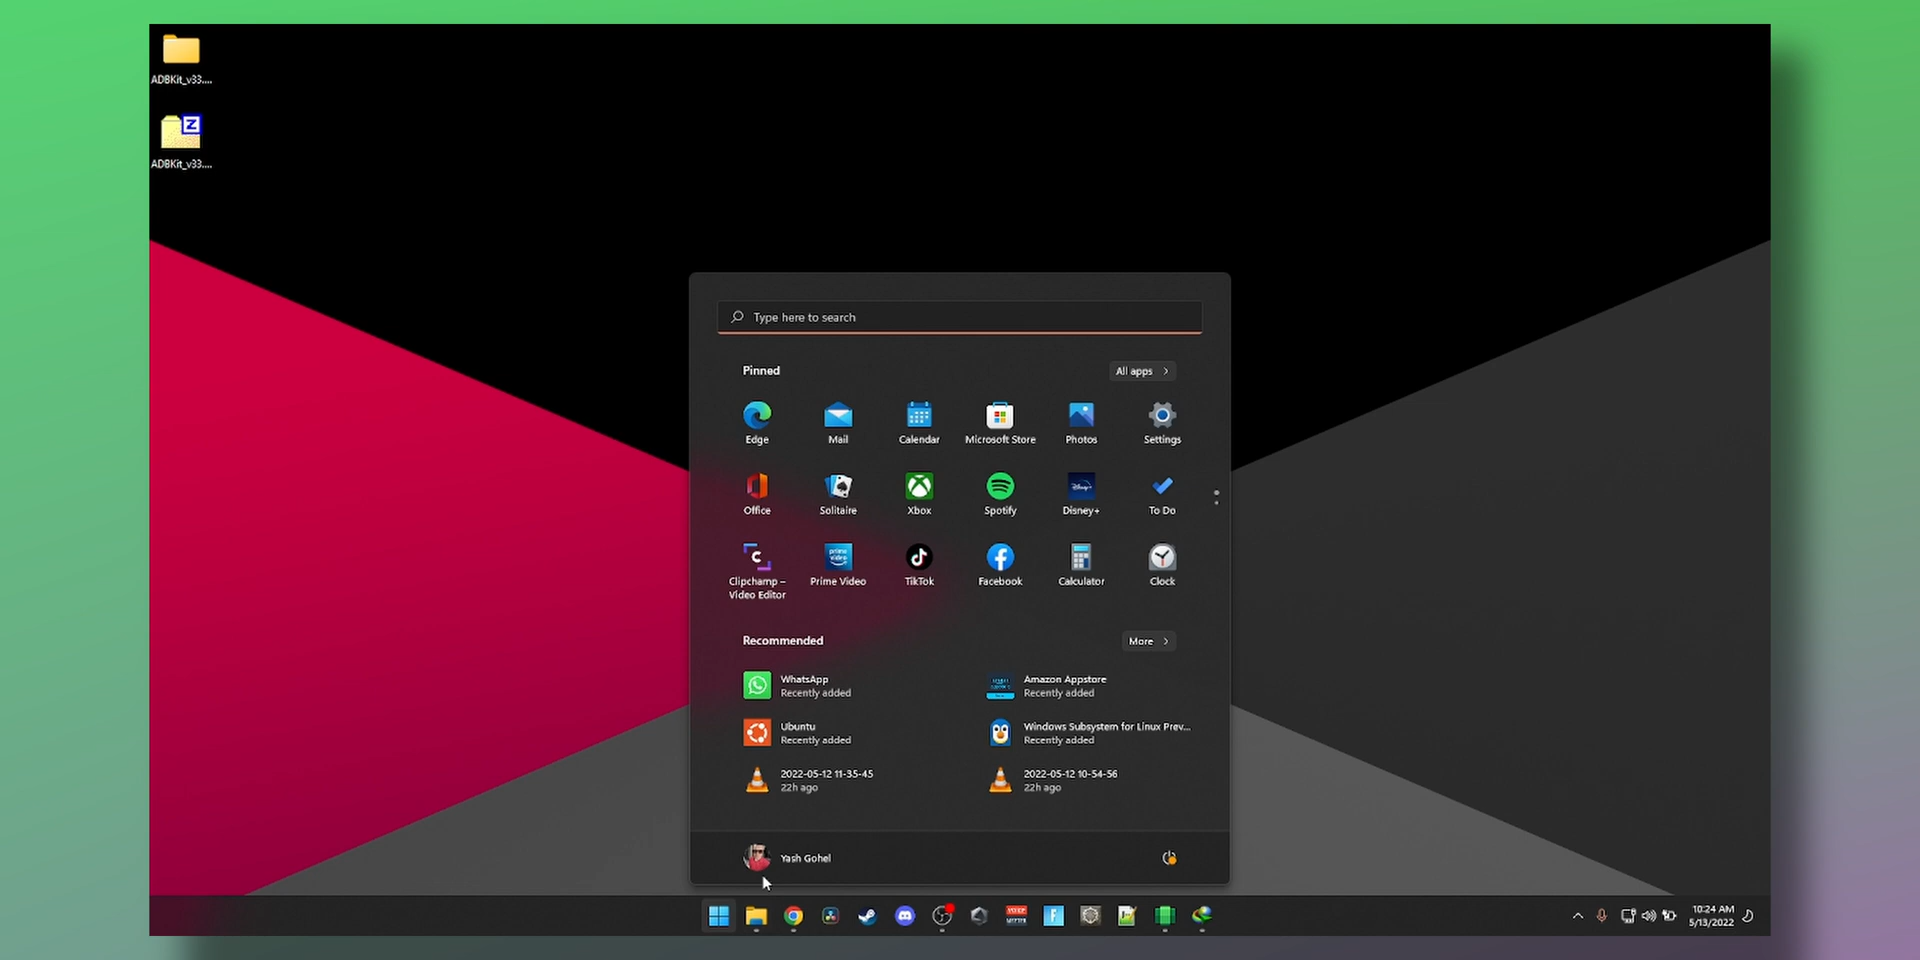 ADBKit_v33....
ADBKit_v33....
Type here to search
Pinned
All apps
Edge
Mail
Calendar
Microsoft Store
Photos
Settings
Office
Solitaire
Xbox
Spotify
Disney+
To Do
Clipchamp –
Video Editor
prime
video
Prime Video
TikTok
Facebook
Calculator
Clock
Recommended
More
WhatsApp
Recently added
Amazon Appstore
Recently added
Ubuntu
Recently added
Windows Subsystem for Linux Prev...
Recently added
2022-05-12 11-35-45
22h ago
2022-05-12 10-54-56
22h ago
Yash Gohel
10:24 AM
5/13/2022